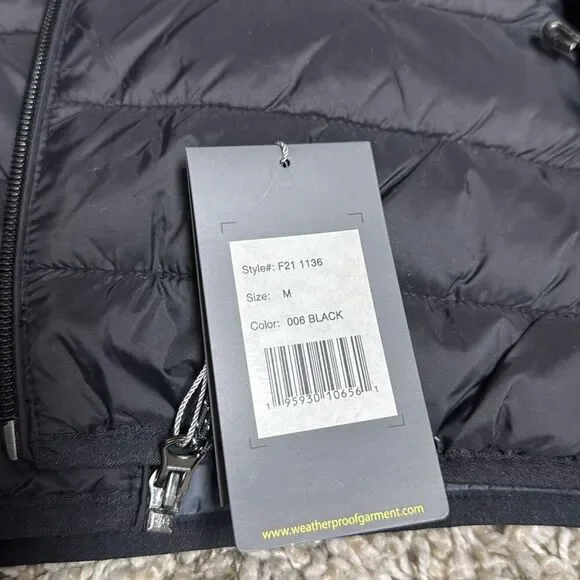 Style#: F21 1136
Size: M
Color: 006 BLACK
1 95930 10656 1
www.weatherproofgarment.com